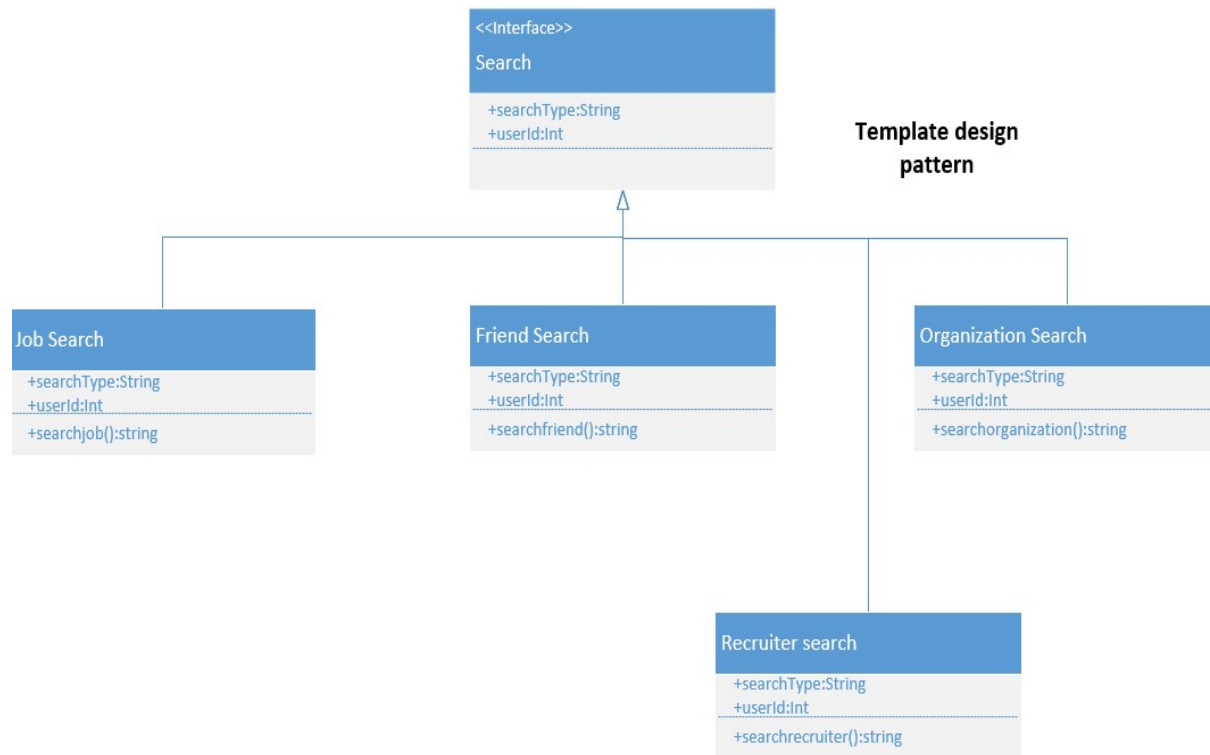 <<Interface>>
Search
+searchType:String
+userId:Int
Template design
pattern
Job Search
+searchType:String
+userId:Int
+searchjob():string
Friend Search
+searchType:String
+userId:Int
+searchfriend():string
Organization Search
+searchType:String
+userId:Int
+searchorganization():string
Recruiter search
+searchType:String
+userId:Int
+searchrecruiter():string